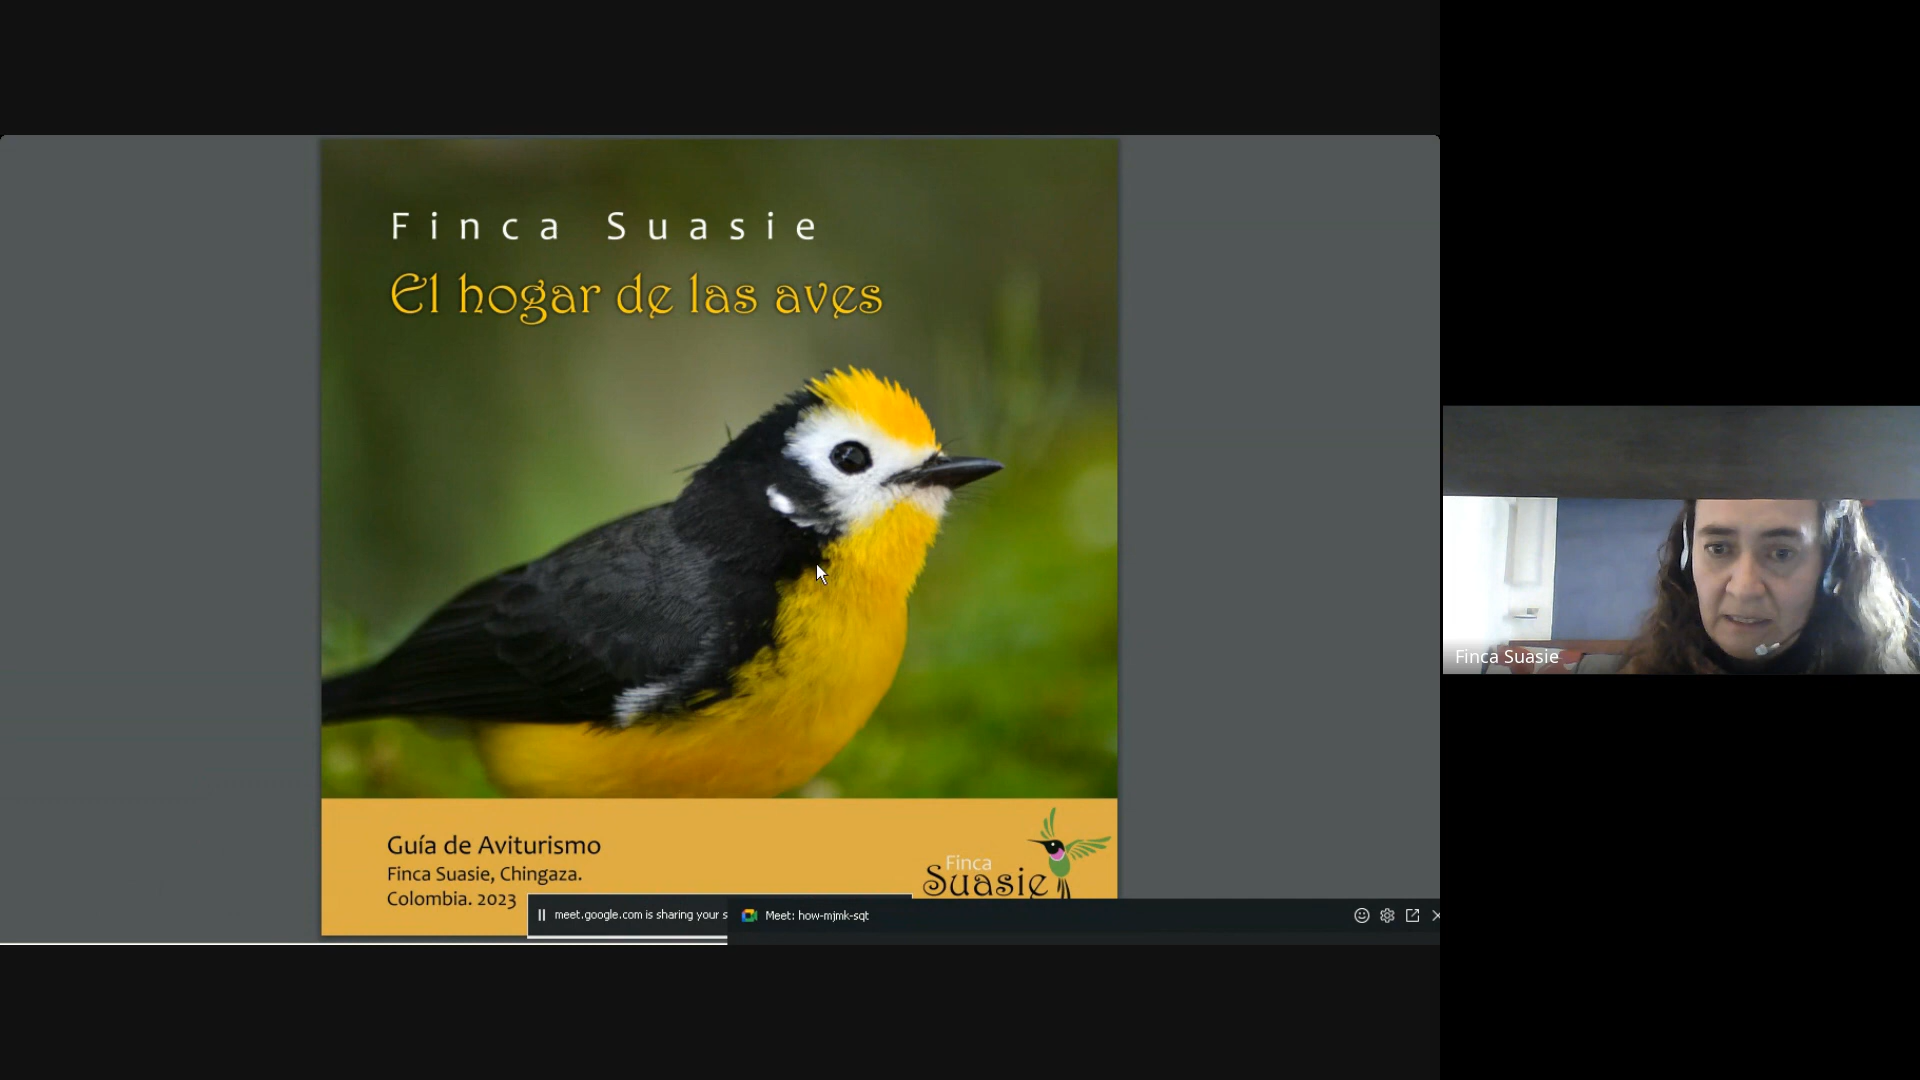 Finca Suasie
El hogar de las aves
Guía de Aviturismo
Finca Suasie, Chingaza.
Colombia. 2023
Finca
Suasie
meet.google.com is sharing your s
Meet: how-mjmk-sqt
Finca Suasie